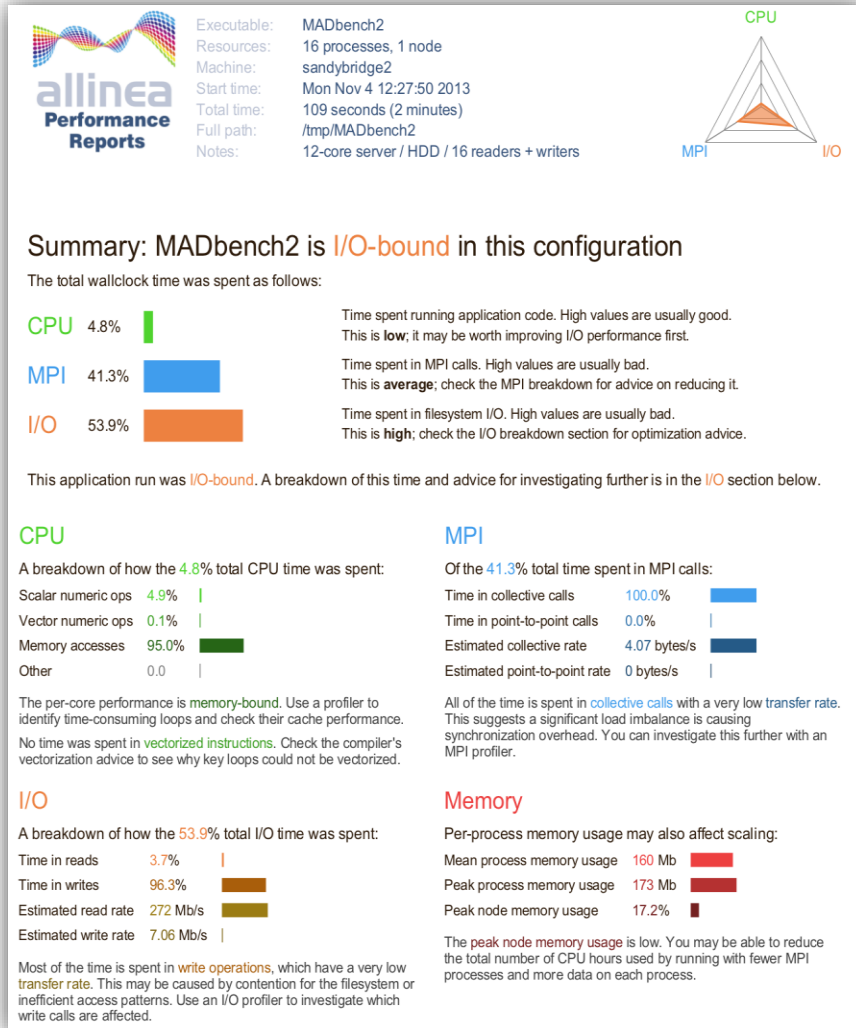 allinea
Performance
Reports
Executable: MADbench2
Resources: 16 processes, 1 node
Machine: sandybridge2
Start time: Mon Nov 4 12:27:50 2013
Total time: 109 seconds (2 minutes)
Full path: /tmp/MADbench2
Notes: 12-core server / HDD / 16 readers + writers
CPU
MPI
I/O
Summary: MADbench2 is I/O-bound in this configuration
The total wallclock time was spent as follows:
CPU 4.8%
Time spent running application code. High values are usually good.
This is low; it may be worth improving I/O performance first.
MPI 41.3%
Time spent in MPI calls. High values are usually bad.
This is average; check the MPI breakdown for advice on reducing it.
I/O 53.9%
Time spent in filesystem I/O. High values are usually bad.
This is high; check the I/O breakdown section for optimization advice.
This application run was I/O-bound. A breakdown of this time and advice for investigating further is in the I/O section below.
CPU
A breakdown of how the 4.8% total CPU time was spent:
Scalar numeric ops 4.9%
Vector numeric ops 0.1%
Memory accesses 95.0%
Other 0.0
The per-core performance is memory-bound. Use a profiler to
identify time-consuming loops and check their cache performance.
No time was spent in vectorized instructions. Check the compiler's
vectorization advice to see why key loops could not be vectorized.
MPI
Of the 41.3% total time spent in MPI calls:
Time in collective calls 100.0%
Time in point-to-point calls 0.0%
Estimated collective rate 4.07 bytes/s
Estimated point-to-point rate 0 bytes/s
All of the time is spent in collective calls with a very low transfer rate.
This suggests a significant load imbalance is causing
synchronization overhead. You can investigate this further with an
MPI profiler.
I/O
A breakdown of how the 53.9% total I/O time was spent:
Time in reads 3.7%
Time in writes 96.3%
Estimated read rate 272 Mb/s
Estimated write rate 7.06 Mb/s
Most of the time is spent in write operations, which have a very low
transfer rate. This may be caused by contention for the filesystem or
inefficient access patterns. Use an I/O profiler to investigate which
write calls are affected.
Memory
Per-process memory usage may also affect scaling:
Mean process memory usage 160 Mb
Peak process memory usage 173 Mb
Peak node memory usage 17.2%
The peak node memory usage is low. You may be able to reduce
the total number of CPU hours used by running with fewer MPI
processes and more data on each process.